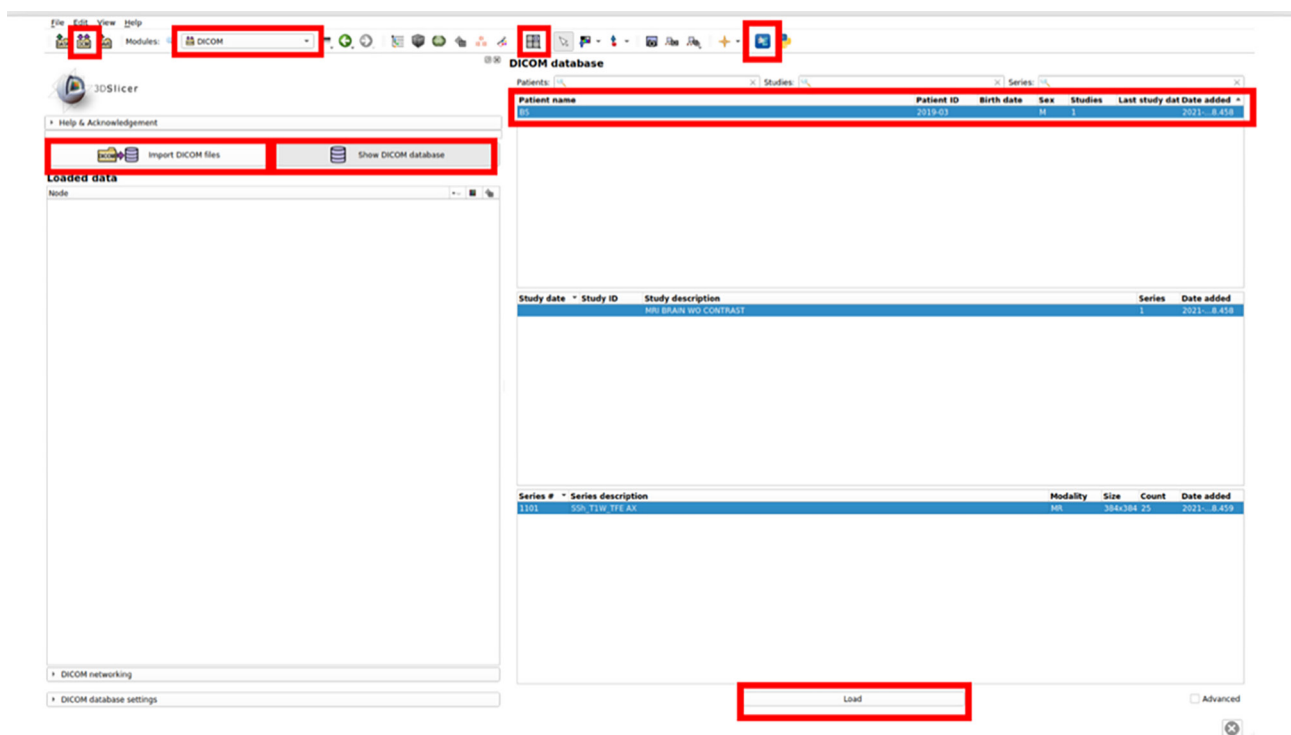 File Edit View Help
Modules: DICOM
3DSlicer
Help & Acknowledgement
Import DICOM files
Show DICOM database
Loaded data
Node
DICOM networking
DICOM database settings
DICOM database
Patients: Studies: Series:
Patient name Patient ID Birth date Sex Studies Last study dat Date added
BS 2019-03 M 1 2021-...8.458
Study date Study ID Study description Series Date added
MRI BRAIN WO CONTRAST 1 2021-...8.458
Series # Series description Modality Size Count Date added
1101 SSh_T1W_TFE AX MR 384x384 25 2021-...8.459
Load
Advanced